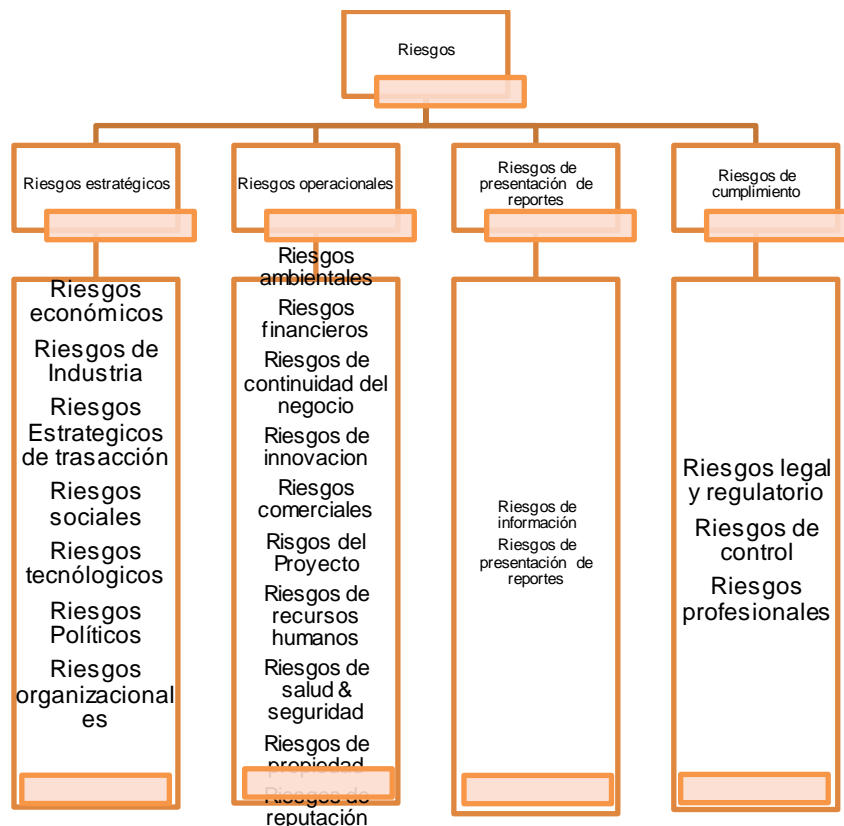 Riesgos
Riesgos estratégicos
Riesgos operacionales
Riesgos de
presentación de
reportes
Riesgos de
cumplimiento
Riesgos
económicos
Riesgos de
Industria
Riesgos
Estrategicos
de trasacción
Riesgos
sociales
Riesgos
tecnólogicos
Riesgos
Políticos
Riesgos
organizacional
es
Riesgos
ambientales
Riesgos
financieros
Riesgos de
continuidad del
negocio
Riesgos de
innovacion
Riesgos
comerciales
Risgos del
Proyecto
Riesgos de
recursos
humanos
Riesgos de
salud &
seguridad
Riesgos de
propiedad
Riesgos de
reputación
Riesgos de
información
Riesgos de
presentación de
reportes
Riesgos legal
y regulatorio
Riesgos de
control
Riesgos
profesionales